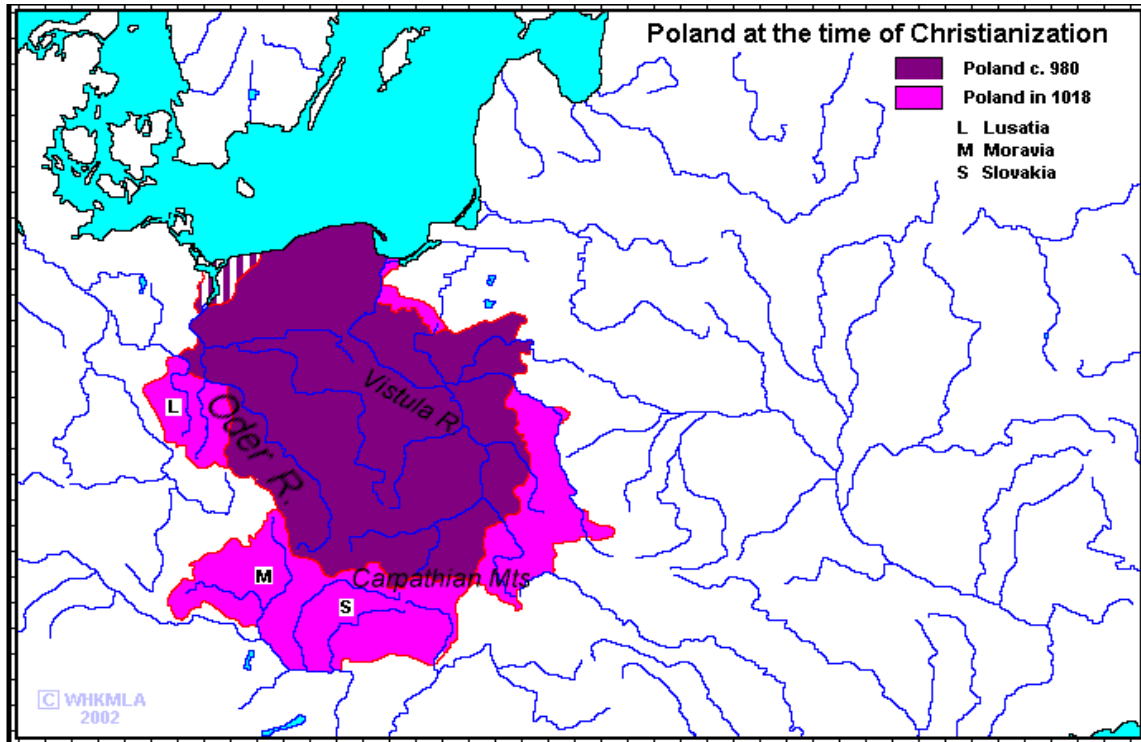 Poland at the time of Christianization
Poland c. 980
Poland in 1018
L Lusatia
M Moravia
S Slovakia
Vistula R.
L
Oder R.
M
Carpathian Mts
S
C WHKMLA
2002